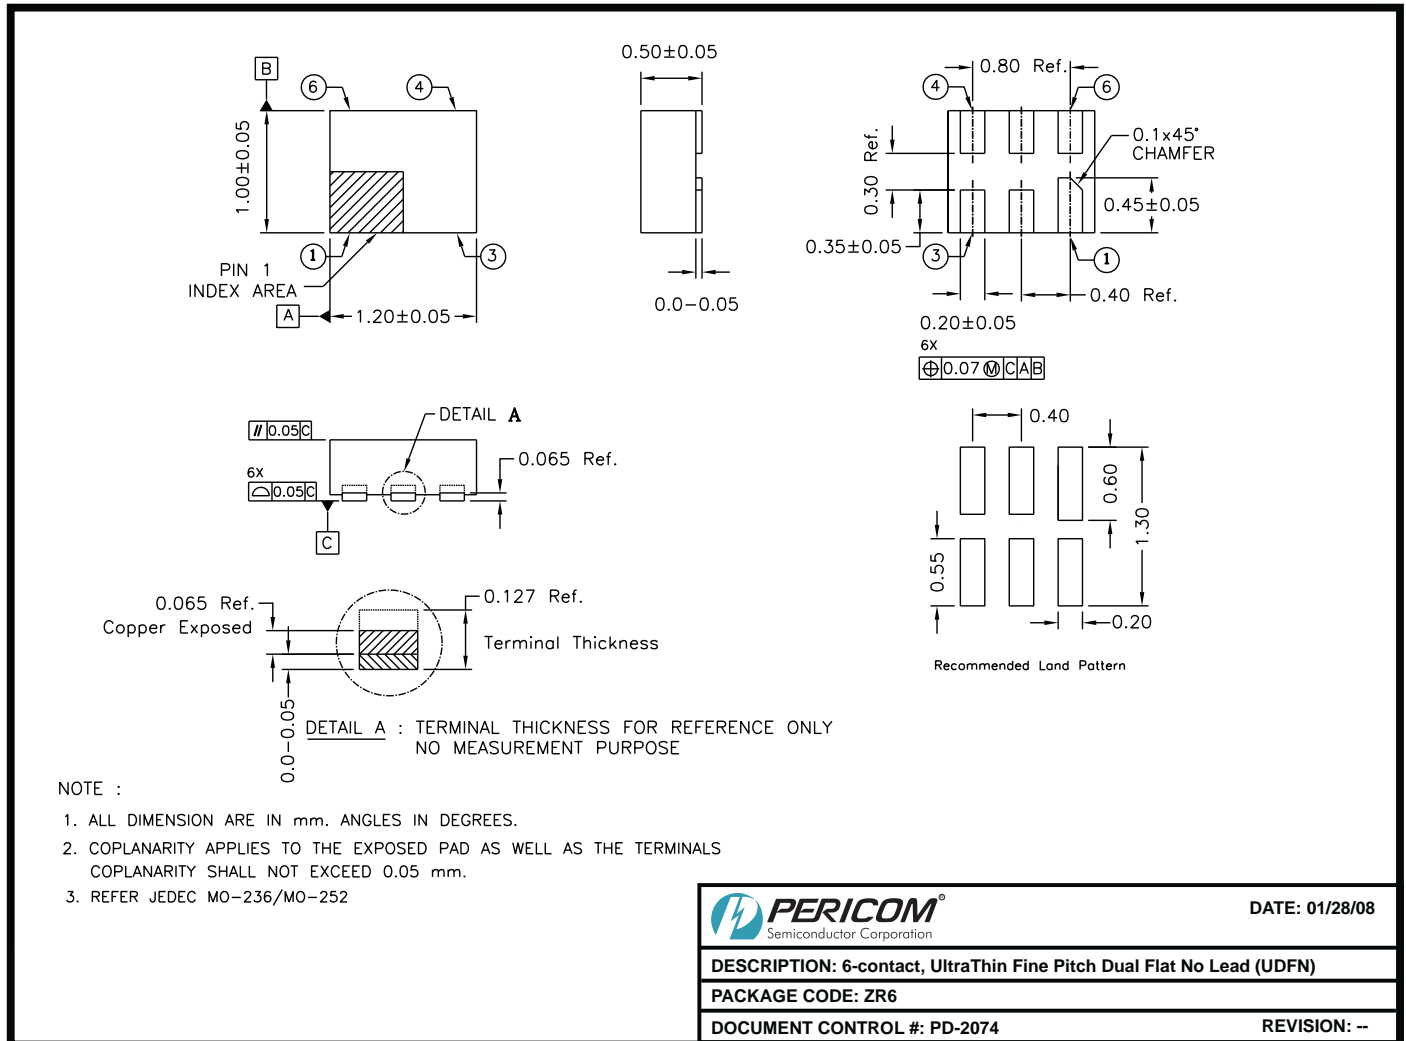 B
6
4
1.00±0.05
1
3
PIN 1
INDEX AREA
A
1.20±0.05
0.50±0.05
0.0-0.05
0.80 Ref.
4
6
0.1x45°
CHAMFER
0.30 Ref.
0.45±0.05
0.35±0.05
3
1
0.40 Ref.
0.20±0.05
6X
⌖ 0.07 Ⓜ C A B
DETAIL A
// 0.05 C
0.065 Ref.
6X
⌓ 0.05 C
C
0.40
0.60
1.30
0.55
0.20
Recommended Land Pattern
0.065 Ref.
Copper Exposed
0.127 Ref.
Terminal Thickness
0.0-0.05
DETAIL A : TERMINAL THICKNESS FOR REFERENCE ONLY
NO MEASUREMENT PURPOSE
NOTE :
1. ALL DIMENSION ARE IN mm. ANGLES IN DEGREES.
2. COPLANARITY APPLIES TO THE EXPOSED PAD AS WELL AS THE TERMINALS
COPLANARITY SHALL NOT EXCEED 0.05 mm.
3. REFER JEDEC MO-236/MO-252
PERICOM®
Semiconductor Corporation
DATE: 01/28/08
DESCRIPTION: 6-contact, UltraThin Fine Pitch Dual Flat No Lead (UDFN)
PACKAGE CODE: ZR6
DOCUMENT CONTROL #: PD-2074
REVISION: --